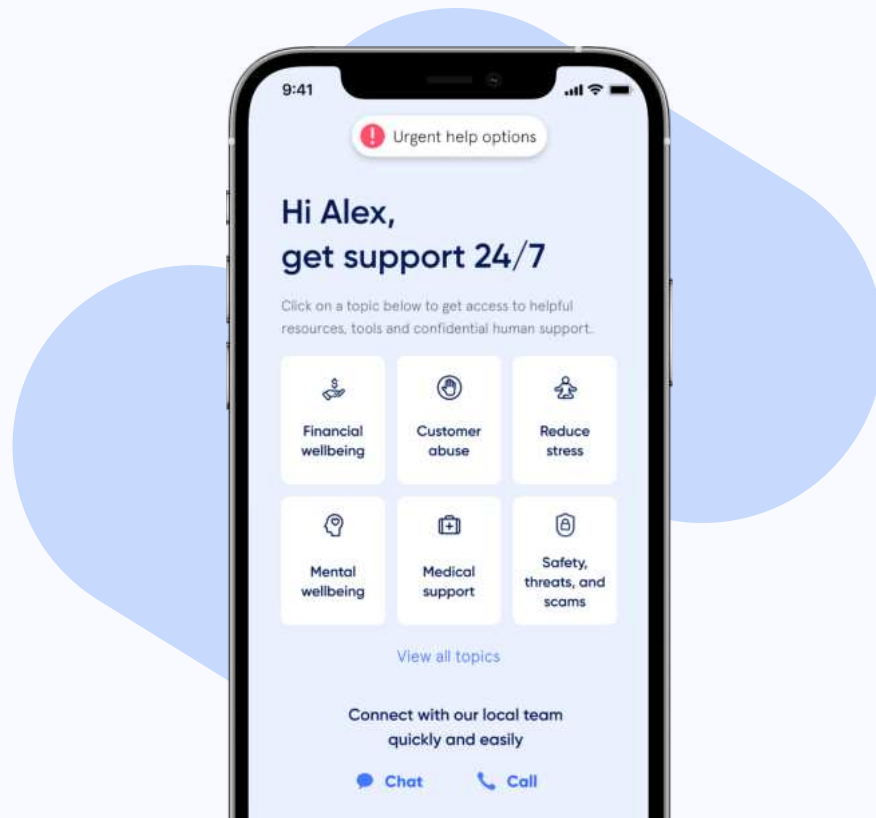 9:41
Urgent help options
Hi Alex,
get support 24/7
Click on a topic below to get access to helpful
resources, tools and confidential human support.
Financial
wellbeing
Customer
abuse
Reduce
stress
Mental
wellbeing
Medical
support
Safety,
threats, and
scams
View all topics
Connect with our local team
quickly and easily
Chat
Call